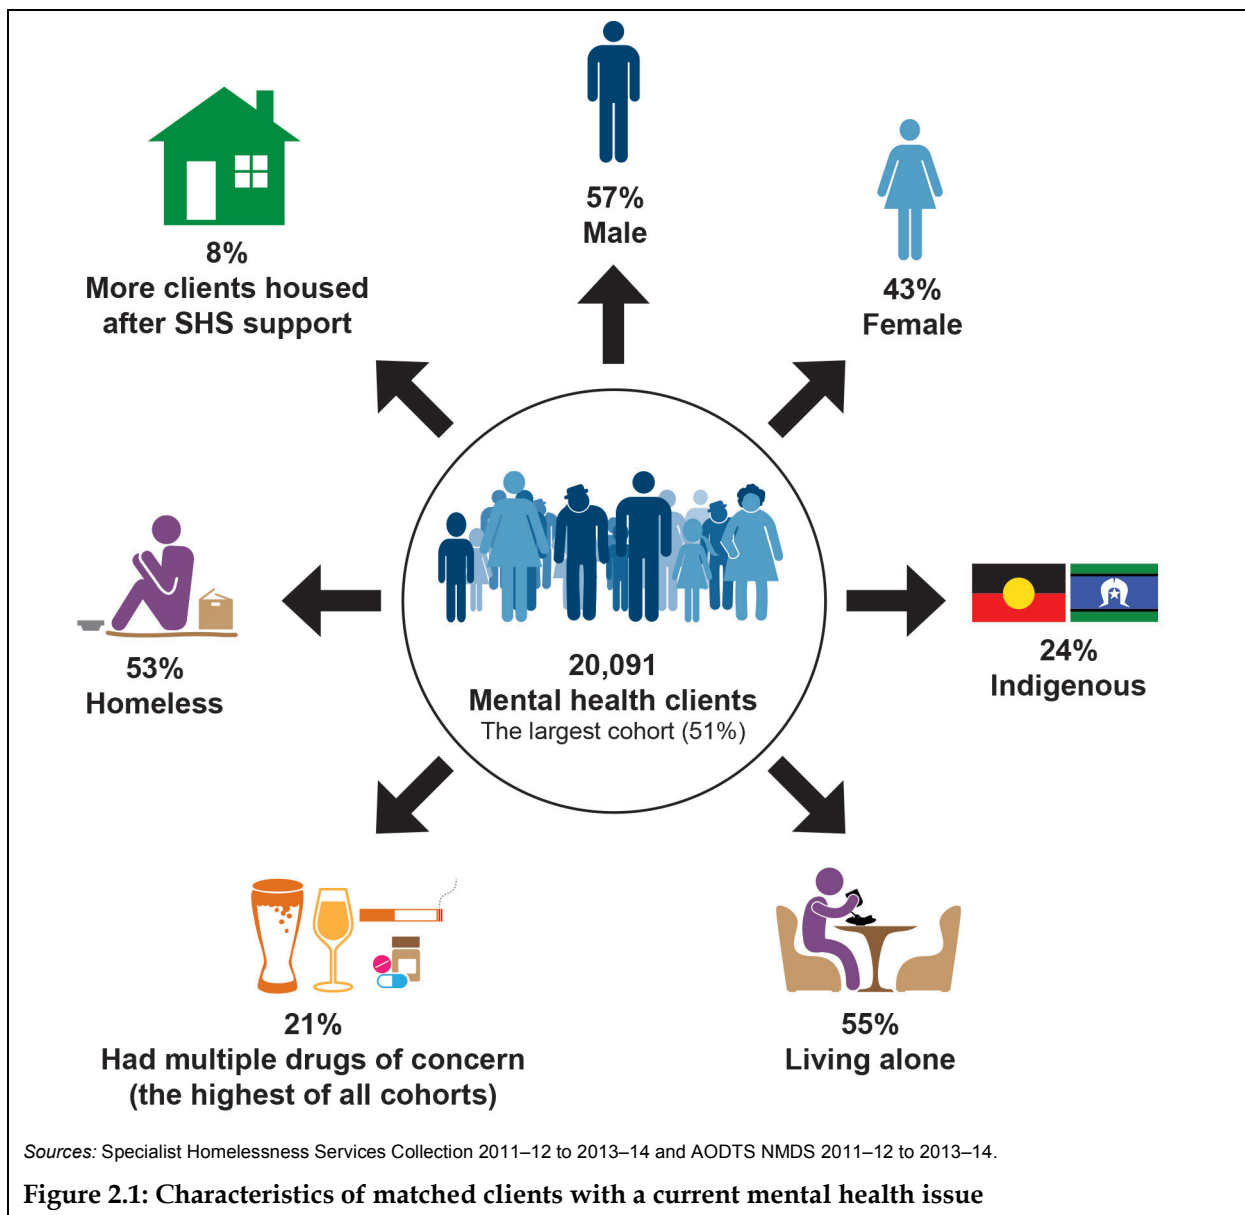 57%
Male
43%
Female
8%
More clients housed
after SHS support
53%
Homeless
20,091
Mental health clients
The largest cohort (51%)
24%
Indigenous
21%
Had multiple drugs of concern
(the highest of all cohorts)
55%
Living alone
Sources: Specialist Homelessness Services Collection 2011–12 to 2013–14 and AODTS NMDS 2011–12 to 2013–14.
Figure 2.1: Characteristics of matched clients with a current mental health issue